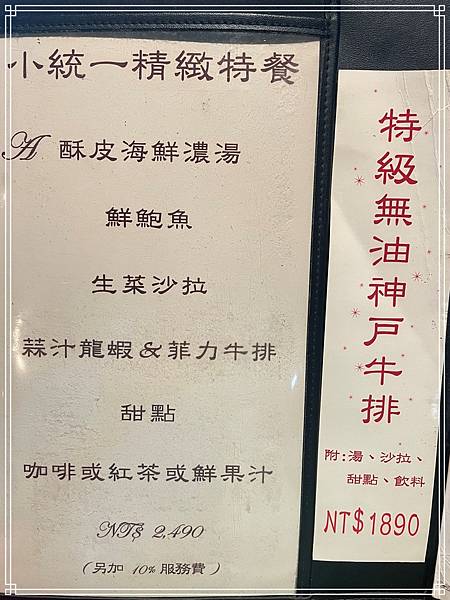 小統一精緻特餐
A 酥皮海鮮濃湯
鮮鮑魚
生菜沙拉
蒜汁龍蝦&菲力牛排
甜點
咖啡或紅茶或鮮果汁
NT$ 2,490
(另加 10% 服務費)
特級無油神戶牛排
附:湯、沙拉、
甜點、飲料
NT$1890